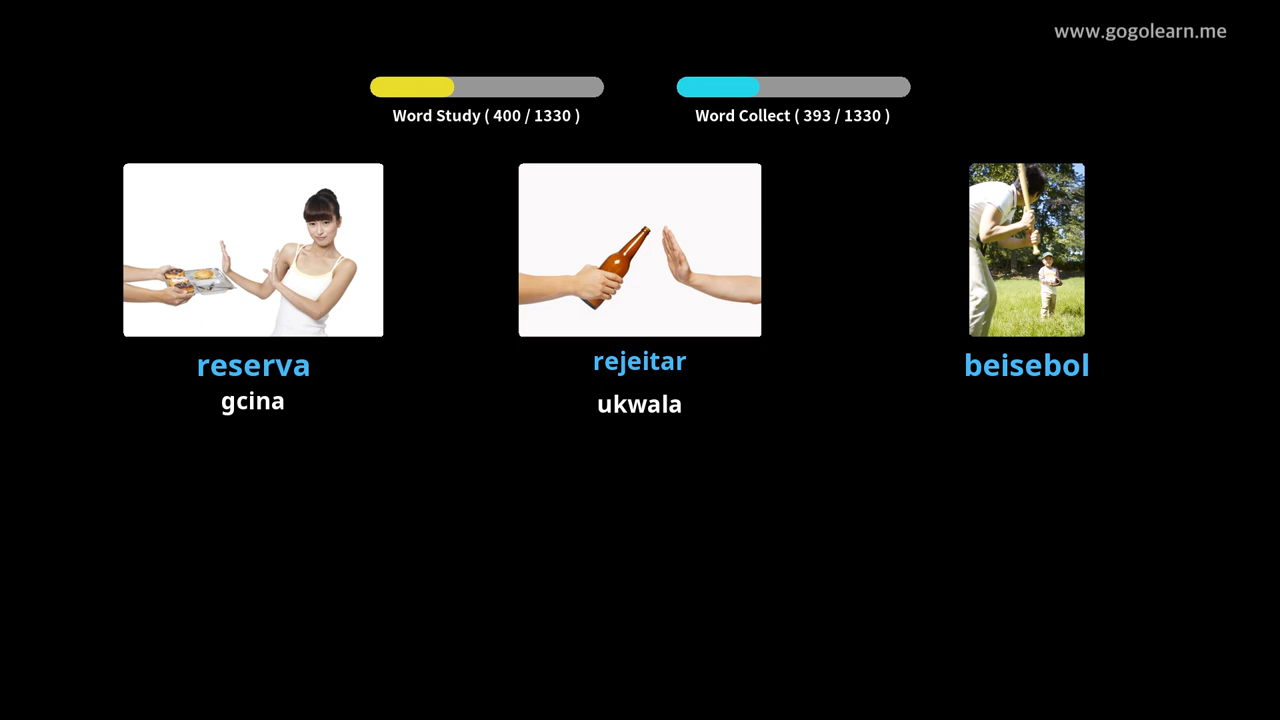 www.gogolearn.me
Word Study ( 400 / 1330 )
Word Collect ( 393 / 1330 )
reserva
gcina
rejeitar
ukwala
beisebol